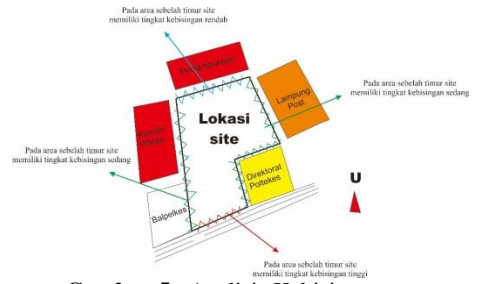 Pada area sebelah timur site
memiliki tingkat kebisingan rendah
Lampung
Post
Pada area sebelah timur site
memiliki tingkat kebisingan sedang
Lokasi
site
Pada area sebelah timur site
memiliki tingkat kebisingan sedang
Direktorat
Poltekes
U
Balpelkes
Pada area sebelah timur site
memiliki tingkat kebisingan tinggi